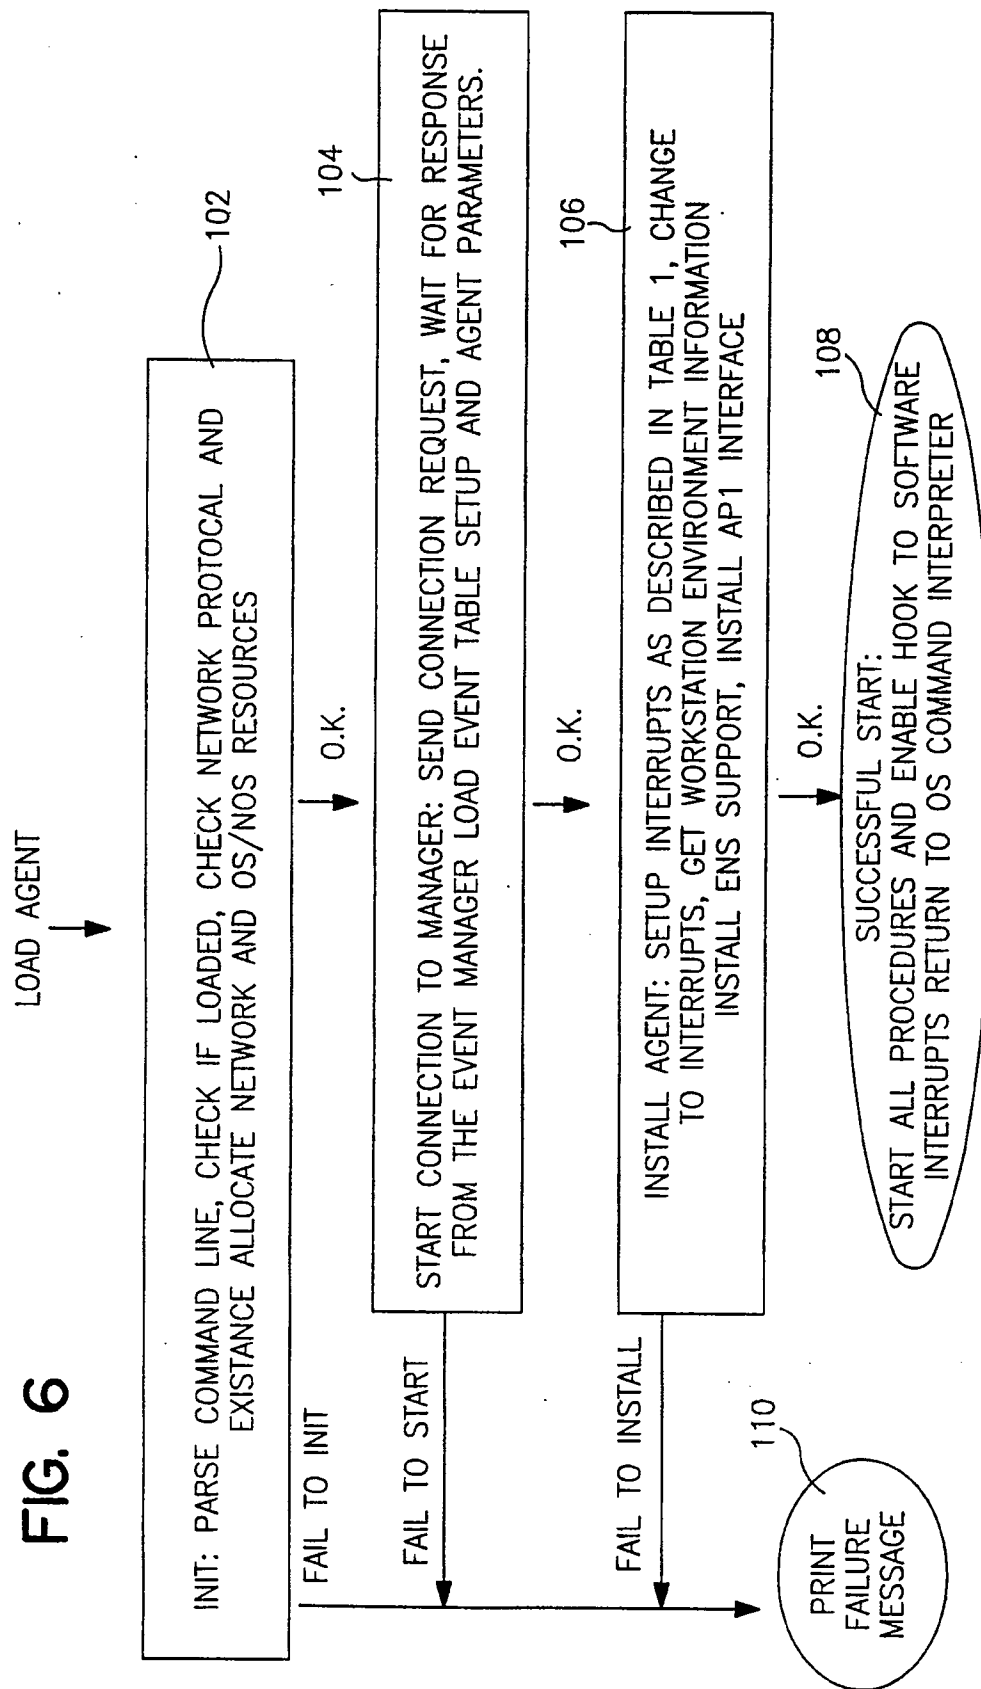 FIG. 6
LOAD AGENT
102
INIT: PARSE COMMAND LINE, CHECK IF LOADED, CHECK NETWORK PROTOCAL AND
EXISTANCE ALLOCATE NETWORK AND OS/NOS RESOURCES
FAIL TO INIT
O.K.
104
START CONNECTION TO MANAGER: SEND CONNECTION REQUEST, WAIT FOR RESPONSE
FROM THE EVENT MANAGER LOAD EVENT TABLE SETUP AND AGENT PARAMETERS.
FAIL TO START
O.K.
106
INSTALL AGENT: SETUP INTERRUPTS AS DESCRIBED IN TABLE 1, CHANGE
TO INTERRUPTS, GET WORKSTATION ENVIRONMENT INFORMATION
INSTALL ENS SUPPORT, INSTALL AP1 INTERFACE
FAIL TO INSTALL
O.K.
110
PRINT
FAILURE
MESSAGE
108
SUCCESSFUL START:
START ALL PROCEDURES AND ENABLE HOOK TO SOFTWARE
INTERRUPTS RETURN TO OS COMMAND INTERPRETER